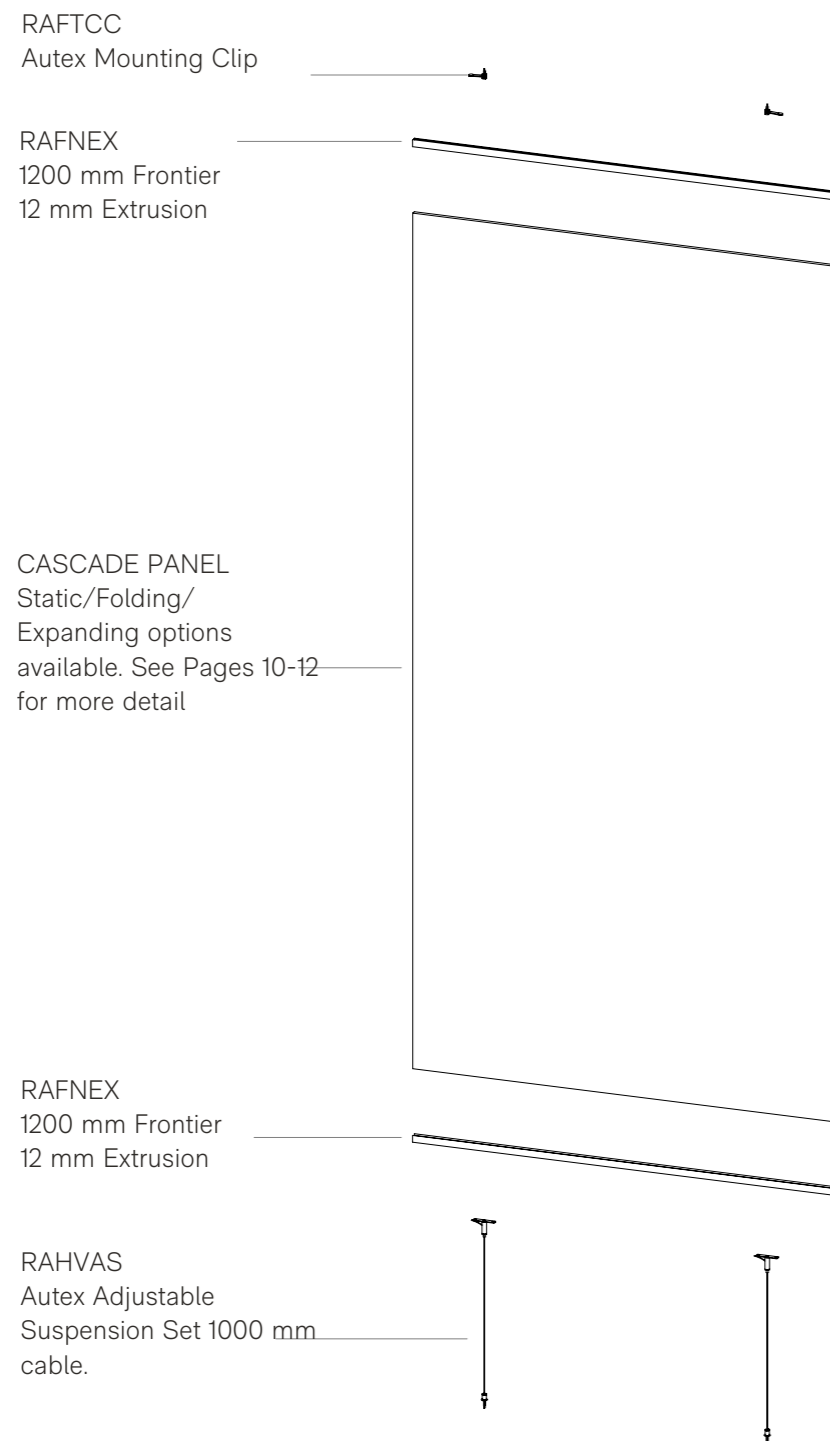 RAFTCC
Autex Mounting Clip
RAFNEX
1200 mm Frontier
12 mm Extrusion
CASCADE PANEL
Static/Folding/
Expanding options
available. See Pages 10-12
for more detail
RAFNEX
1200 mm Frontier
12 mm Extrusion
RAHVAS
Autex Adjustable
Suspension Set 1000 mm
cable.